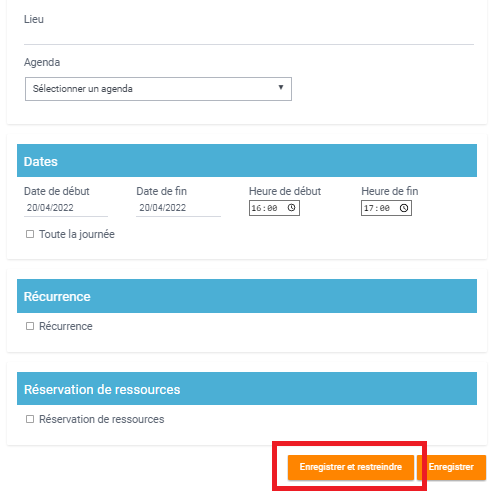 Lieu
Agenda
Sélectionner un agenda
Dates
Date de début Date de fin Heure de début Heure de fin
20/04/2022 20/04/2022 16:00 17:00
Toute la journée
Récurrence
Récurrence
Réservation de ressources
Réservation de ressources
Enregistrer et restreindre Enregistrer